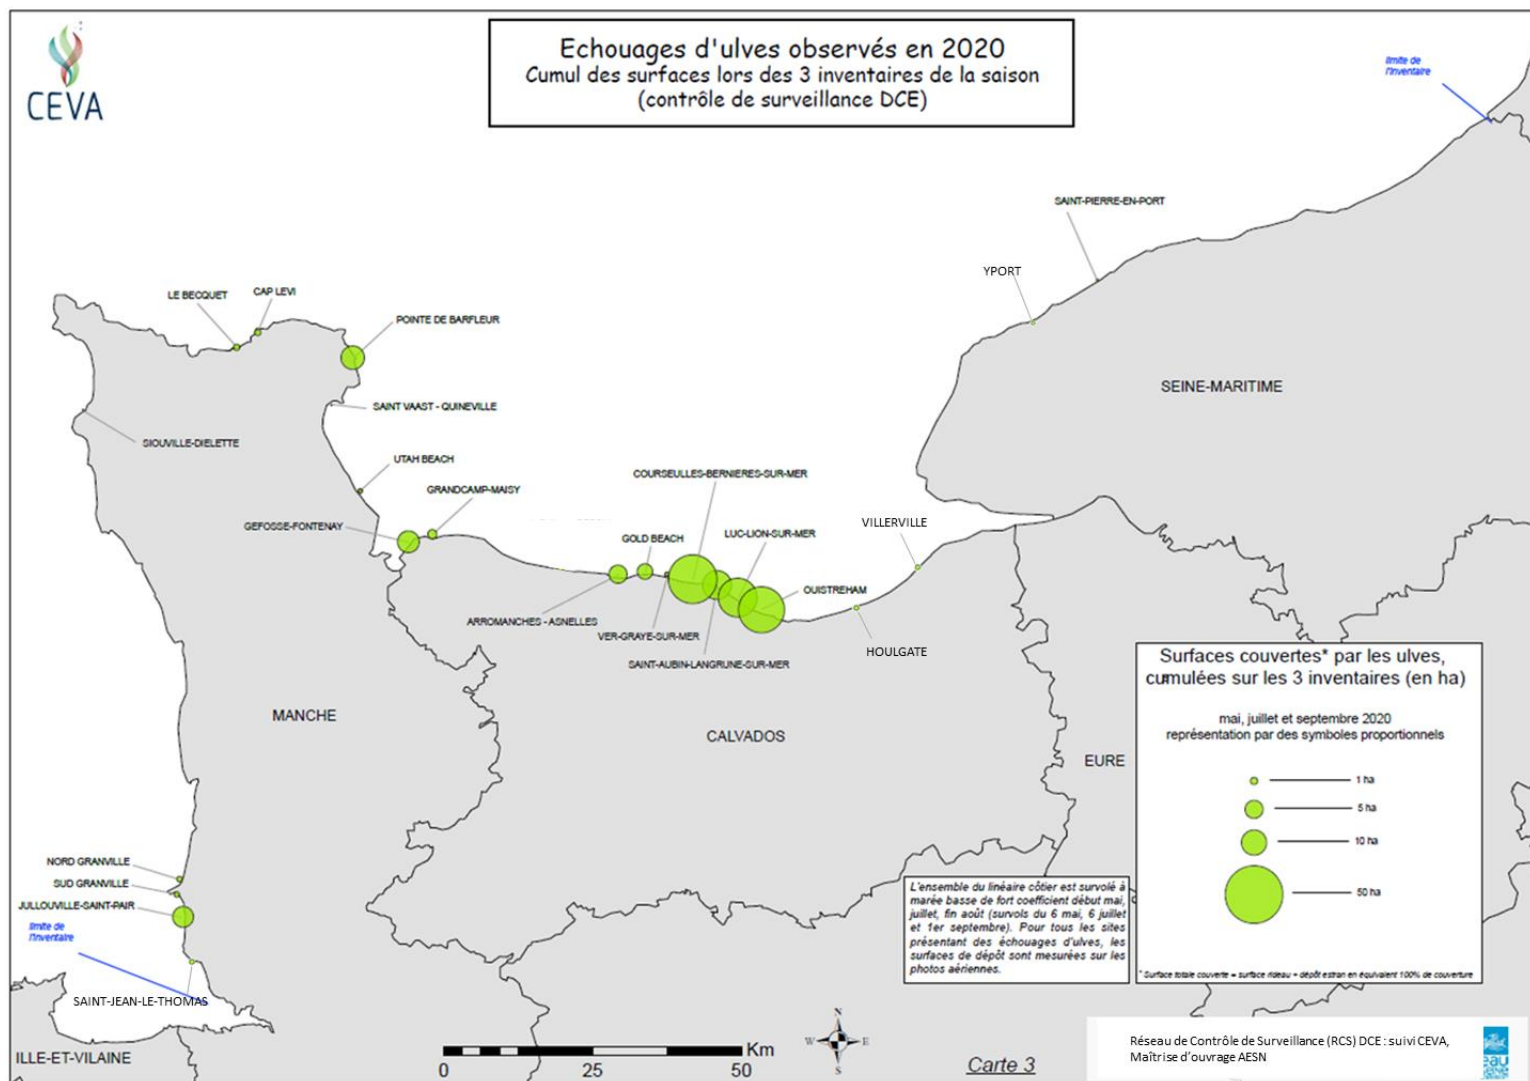 CEVA
Echouages d'ulves observés en 2020
Cumul des surfaces lors des 3 inventaires de la saison
(contrôle de surveillance DCE)
limite de
l'inventaire
SAINT-PIERRE-EN-PORT
YPORT
LE BECQUET
CAP LEVI
POINTE DE BARFLEUR
SEINE-MARITIME
SAINT VAAST - QUINEVILLE
SIOUVILLE-DIELETTE
UTAH BEACH
COURSEULLES-BERNIERES-SUR-MER
GRANDCAMP-MAISY
GEFOSSE-FONTENAY
VILLERVILLE
LUC-LION-SUR-MER
GOLD BEACH
OUISTREHAM
ARROMANCHES - ASNELLES
VER-GRAYE-SUR-MER
HOULGATE
SAINT-AUBIN-LANGRUNE-SUR-MER
MANCHE
CALVADOS
EURE
Surfaces couvertes* par les ulves,
cumulées sur les 3 inventaires (en ha)
mai, juillet et septembre 2020
représentation par des symboles proportionnels
1 ha
5 ha
10 ha
50 ha
* Surface totale couverte = surface rideau + dépôt estran en équivalent 100% de couverture
NORD GRANVILLE
SUD GRANVILLE
JULLOUVILLE-SAINT-PAIR
limite de
l'inventaire
SAINT-JEAN-LE-THOMAS
L'ensemble du linéaire côtier est survolé à
marée basse de fort coefficient début mai,
juillet, fin août (survols du 6 mai, 6 juillet
et 1er septembre). Pour tous les sites
présentant des échouages d'ulves, les
surfaces de dépôt sont mesurées sur les
photos aériennes.
ILLE-ET-VILAINE
0 25 50 Km
N
W E
S
Carte 3
Réseau de Contrôle de Surveillance (RCS) DCE : suivi CEVA,
Maîtrise d'ouvrage AESN
eau